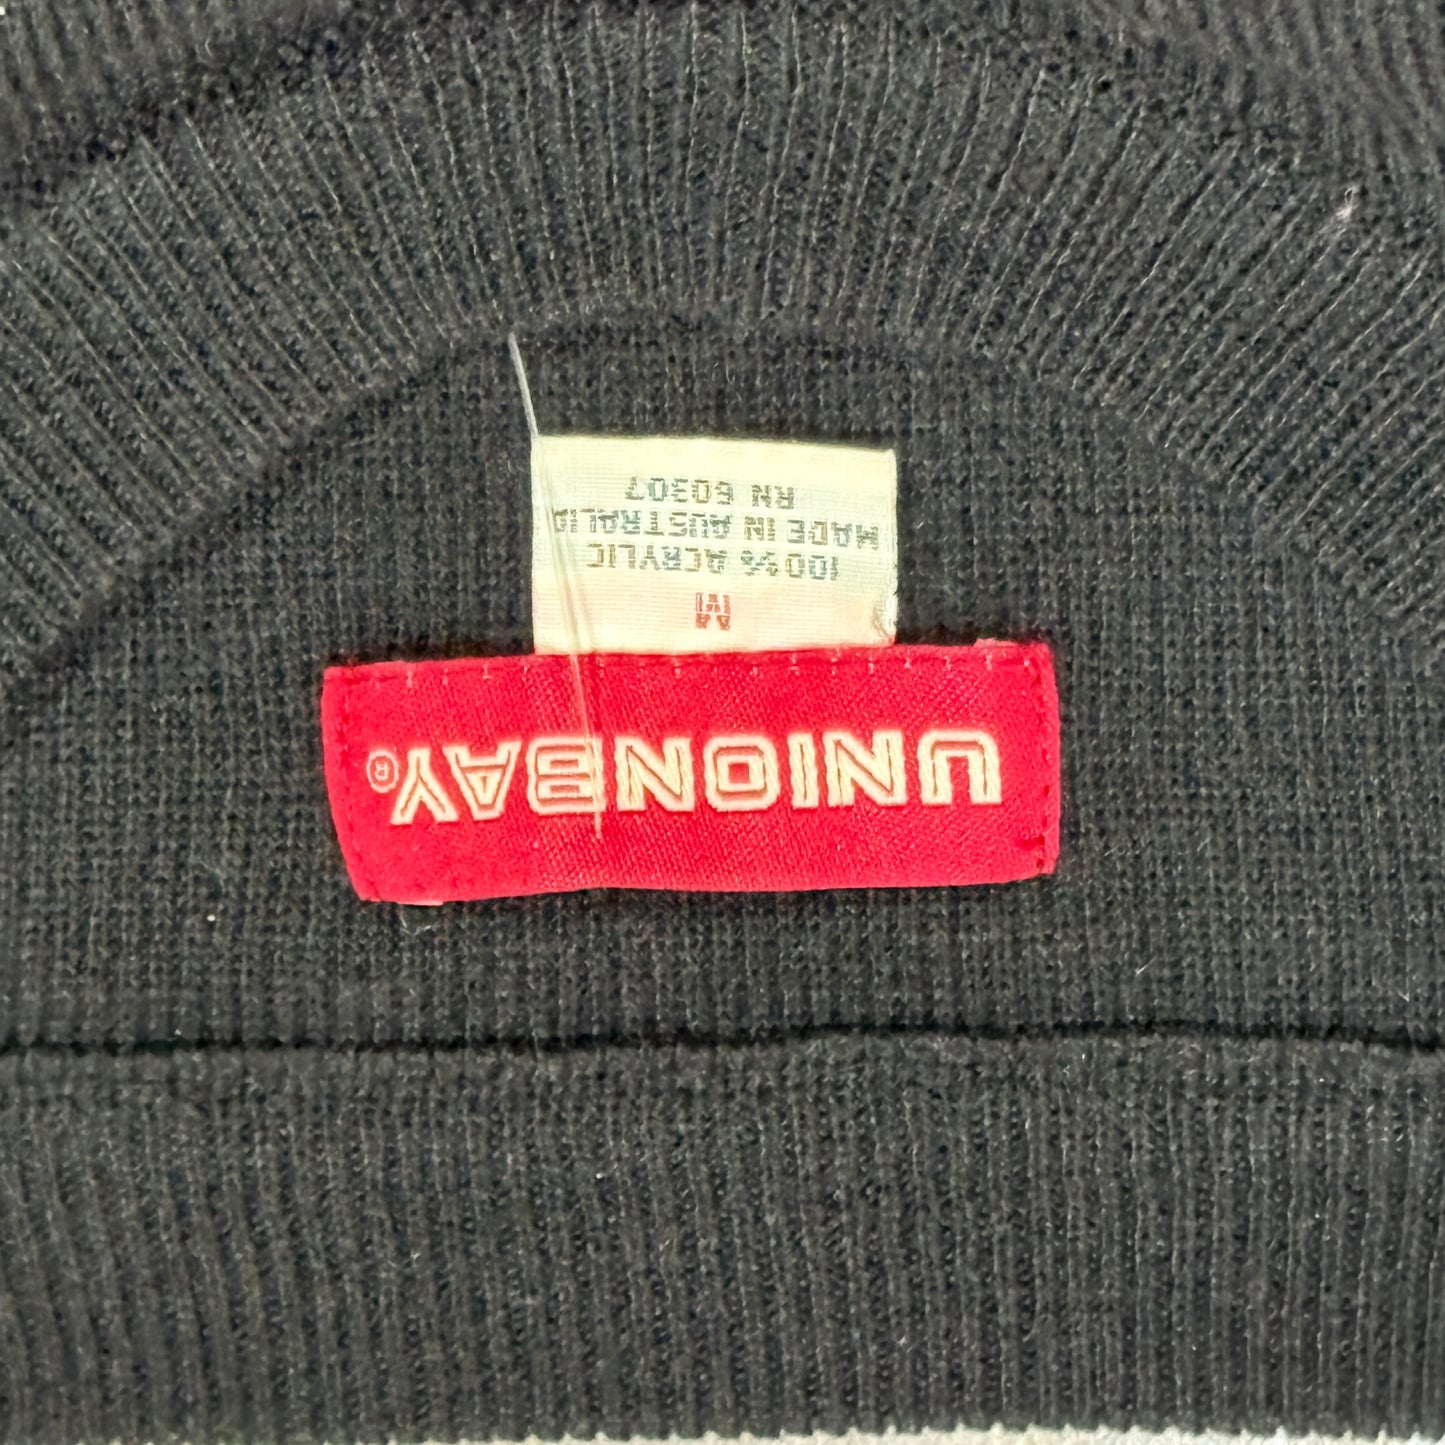 UNIONBAY®
M
100% ACRYLIC
MADE IN AUSTRALIA
RN 60307